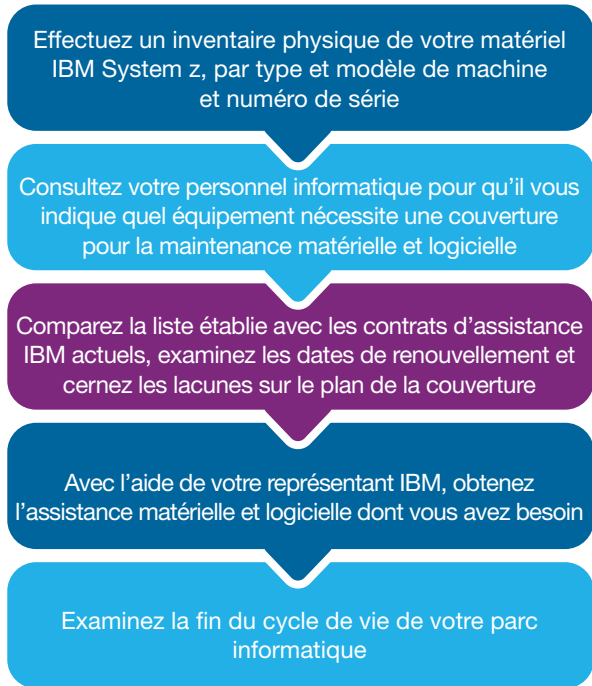 Effectuez un inventaire physique de votre matériel
IBM System z, par type et modèle de machine
et numéro de série
Consultez votre personnel informatique pour qu’il vous
indique quel équipement nécessite une couverture
pour la maintenance matérielle et logicielle
Comparez la liste établie avec les contrats d’assistance
IBM actuels, examinez les dates de renouvellement et
cernez les lacunes sur le plan de la couverture
Avec l’aide de votre représentant IBM, obtenez
l’assistance matérielle et logicielle dont vous avez besoin
Examinez la fin du cycle de vie de votre parc
informatique